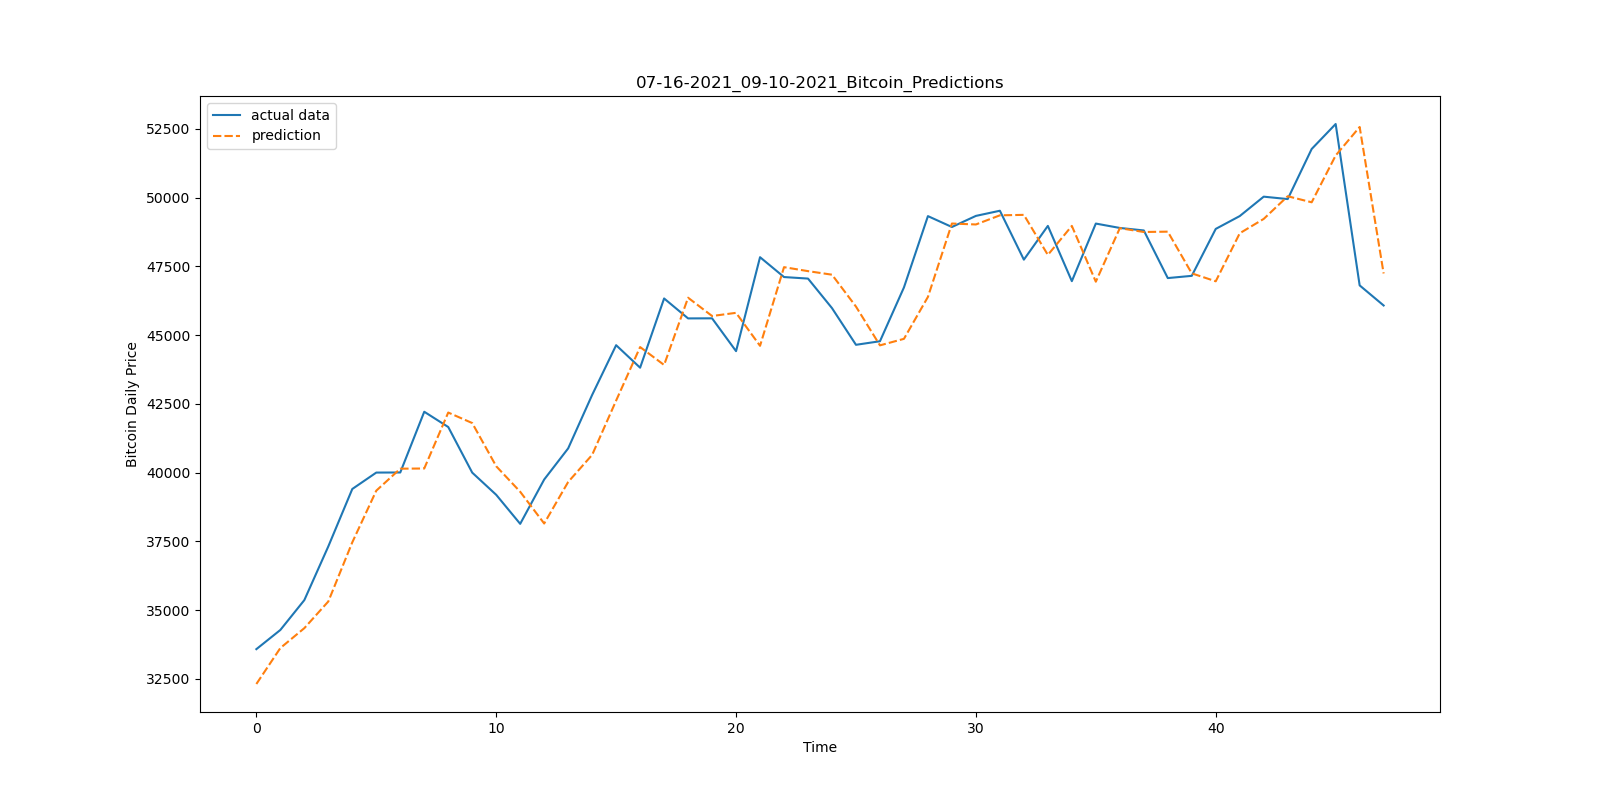 07-16-2021_09-10-2021_Bitcoin_Predictions
actual data
prediction
52500
50000
47500
45000
42500
40000
37500
35000
32500
Bitcoin Daily Price
0 10 20 30 40
Time